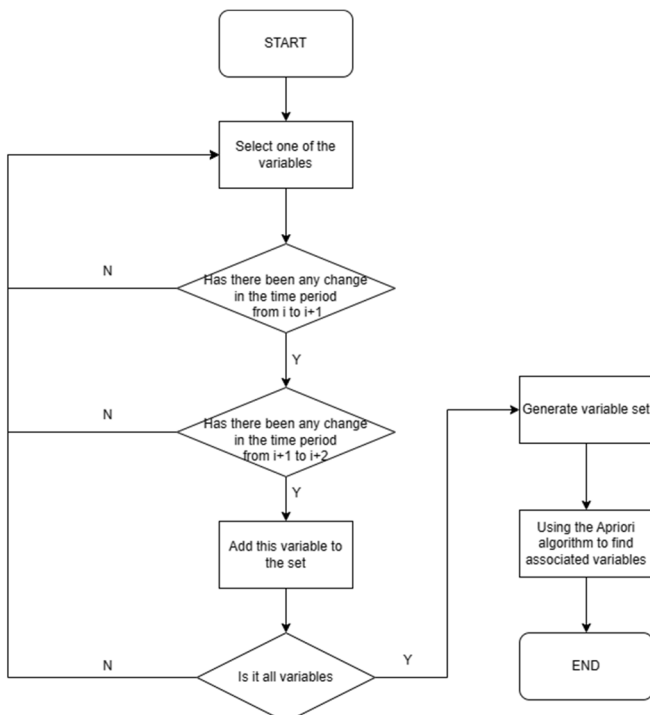 START
Select one of the
variables
N
Has there been any change
in the time period
from i to i+1
Y
N
Has there been any change
in the time period
from i+1 to i+2
Y
Add this variable to
the set
N
Is it all variables
Y
Generate variable set
Using the Apriori
algorithm to find
associated variables
END